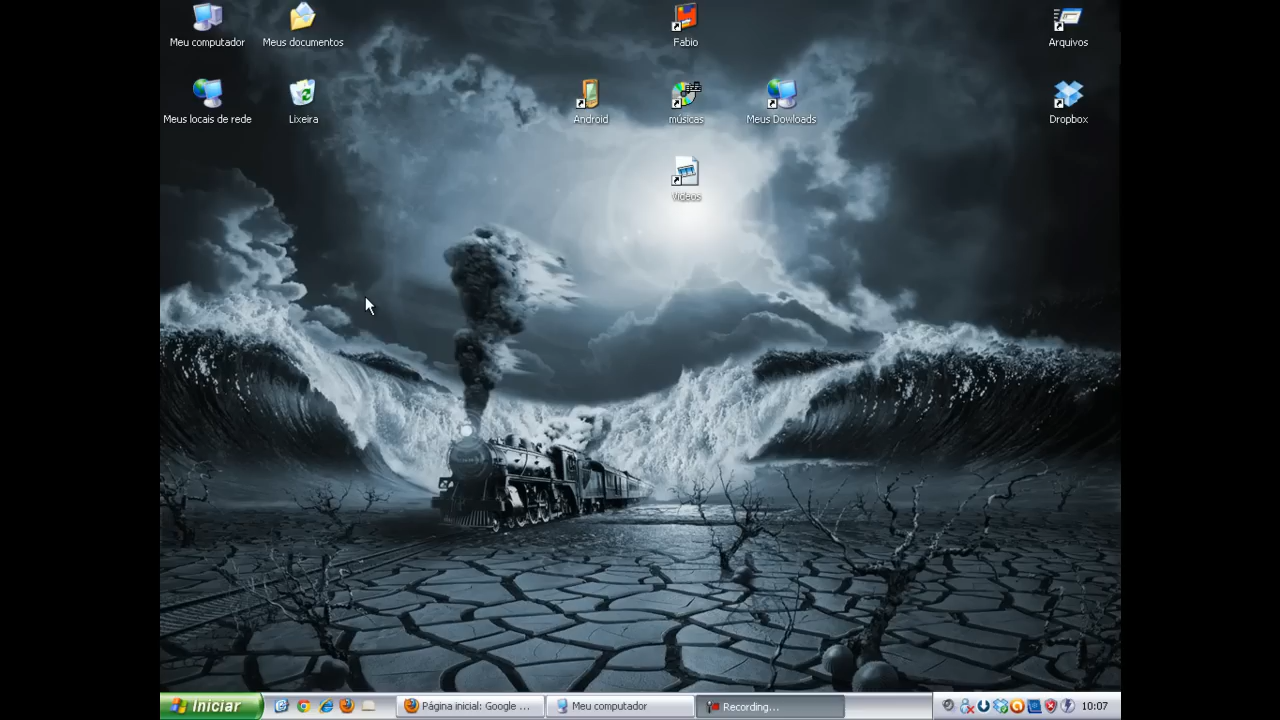 Meu computador
Meus documentos
Fabio
Arquivos
Meus locais de rede
Lixeira
Android
músicas
Meus Dowloads
Dropbox
Vídeos
Iniciar
Página inicial: Google ...
Meu computador
Recording...
10:07